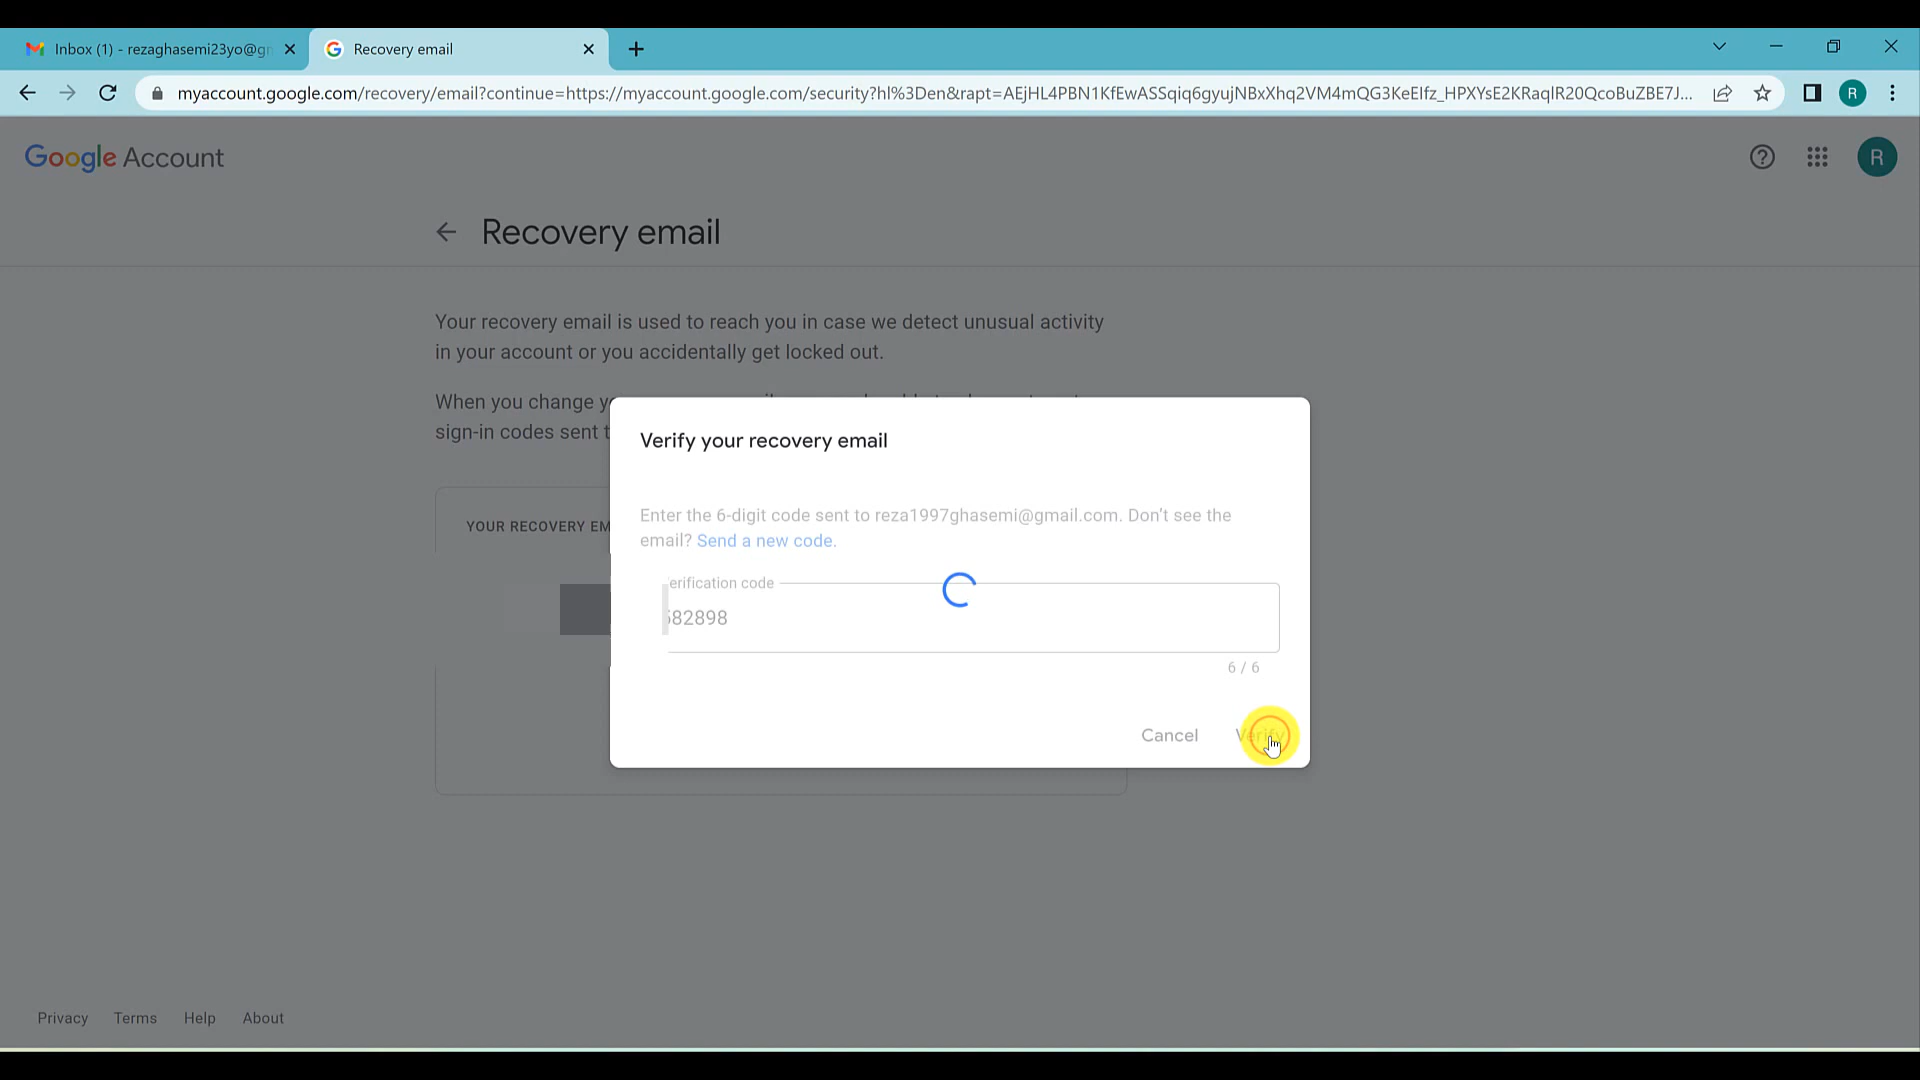 Inbox (1) - rezaghasemi23yo@gm
Recovery email
myaccount.google.com/recovery/email?continue=https://myaccount.google.com/security?hl%3Den&rapt=AEjHL4PBN1KfEwASSqiq6gyujNBxXhq2VM4mQG3KeEIfz_HPXYsE2KRaqlR20QcoBuZBE7J...
R
Google Account
R
Recovery email
Your recovery email is used to reach you in case we detect unusual activity
in your account or you accidentally get locked out.
When you change
sign-in codes sent
YOUR RECOVERY EM
Verify your recovery email
Enter the 6-digit code sent to reza1997ghasemi@gmail.com. Don't see the
email? Send a new code.
erification code
82898
6 / 6
Cancel
Verify
Privacy
Terms
Help
About